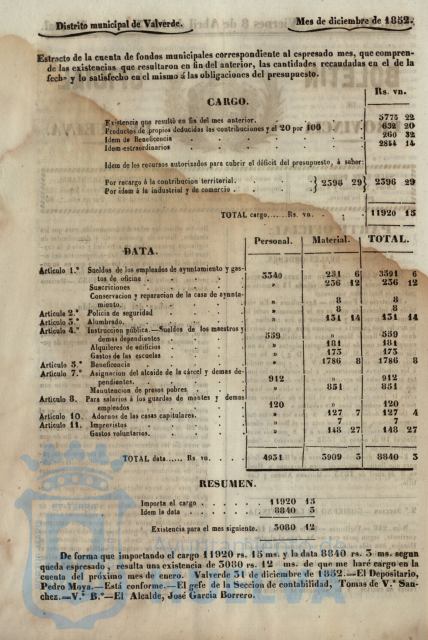 Distrito municipal de Valverde. Mes de diciembre de 1852.
Estracto de la cuenta de fondos municipales correspondiente al espresado mes, que compren-
de las existencias que resultaron en fin del anterior, las cantidades recaudadas en el de la
fecha y lo satisfecho en el mismo á las obligaciones del presupuesto.
Rs. vn.
CARGO.
Existencia que resultó en fin del mes anterior. 5775 22
Productos de propios deducidas las contribuciones y el 20 por 100 632 20
Idem de Beneficencia 260 32
Idem estraordinarios 2854 14
Idem de los recursos autorizados para cubrir el déficit del presupuesto, á saber:
Por recargo á la contribucion territorial.
Por idem á la industrial y de comercio . } 2396 29 } 2396 29
TOTAL cargo...... Rs. vn. 11920 15
DATA. Personal. Material. TOTAL.
Artículo 1.º Sueldos de los empleados de ayuntamiento y gas-
tos de oficina 3340 251 6 3591 6
Suscriciones » 256 12 256 12
Conservacion y reparacion de la casa de ayunta-
miento. » 8 8
Artículo 2.º Policía de seguridad » 8 8
Artículo 3.º Alumbrado. » 151 14 151 14
Artículo 4.º Instruccion pública.—Sueldos de los maestros y
demas dependientes 559 » 559
Alquileres de edificios » 181 181
Gastos de las escuelas » 173 173
Artículo 5.º Beneficencia » 1786 8 1786 8
Artículo 7.º Asignacion del alcaide de la cárcel y demas de-
pendientes. 912 » 912
Manutencion de presos pobres. » 851 851
Artículo 8. Para salarios á los guardas de montes y demas
empleados 120 » 120
Artículo 10. Adornos de las casas capitulares. » 127 7 127 4
Artículo 11. Imprevistos » 7 7
Gastos voluntarios. » 148 27 148 27
TOTAL data..... Rs. vn. 4931 3909 3 8840 3
RESUMEN.
Importa el cargo 11920 15
Idem la data 8840 3
Existencia para el mes siguiente. 3080 12
De forma que importando el cargo 11920 rs. 15 ms. y la data 8840 rs. 3 ms. segun
queda espresado, resulta una existencia de 3080 rs. 12 ms. de que me haré cargo en la
cuenta del próximo mes de enero. Valverde 31 de diciembre de 1852.—El Depositario,
Pedro Moya.—Está conforme.—El gefe de la Seccion de contabilidad, Tomas de V.ª San-
chez.—V.º B.º—El Alcalde, José García Borrero.